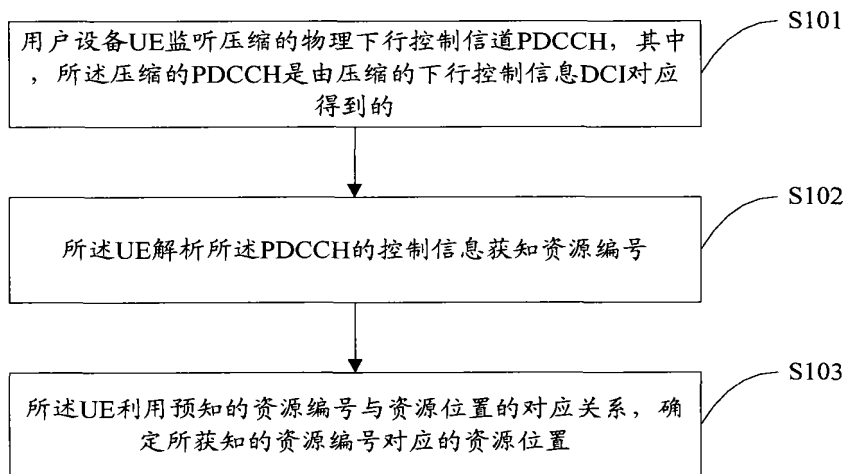 用户设备UE监听压缩的物理下行控制信道PDCCH，其中
，所述压缩的PDCCH是由压缩的下行控制信息DCI对应
得到的
S101
所述UE解析所述PDCCH的控制信息获知资源编号
S102
所述UE利用预知的资源编号与资源位置的对应关系，确
定所获知的资源编号对应的资源位置
S103